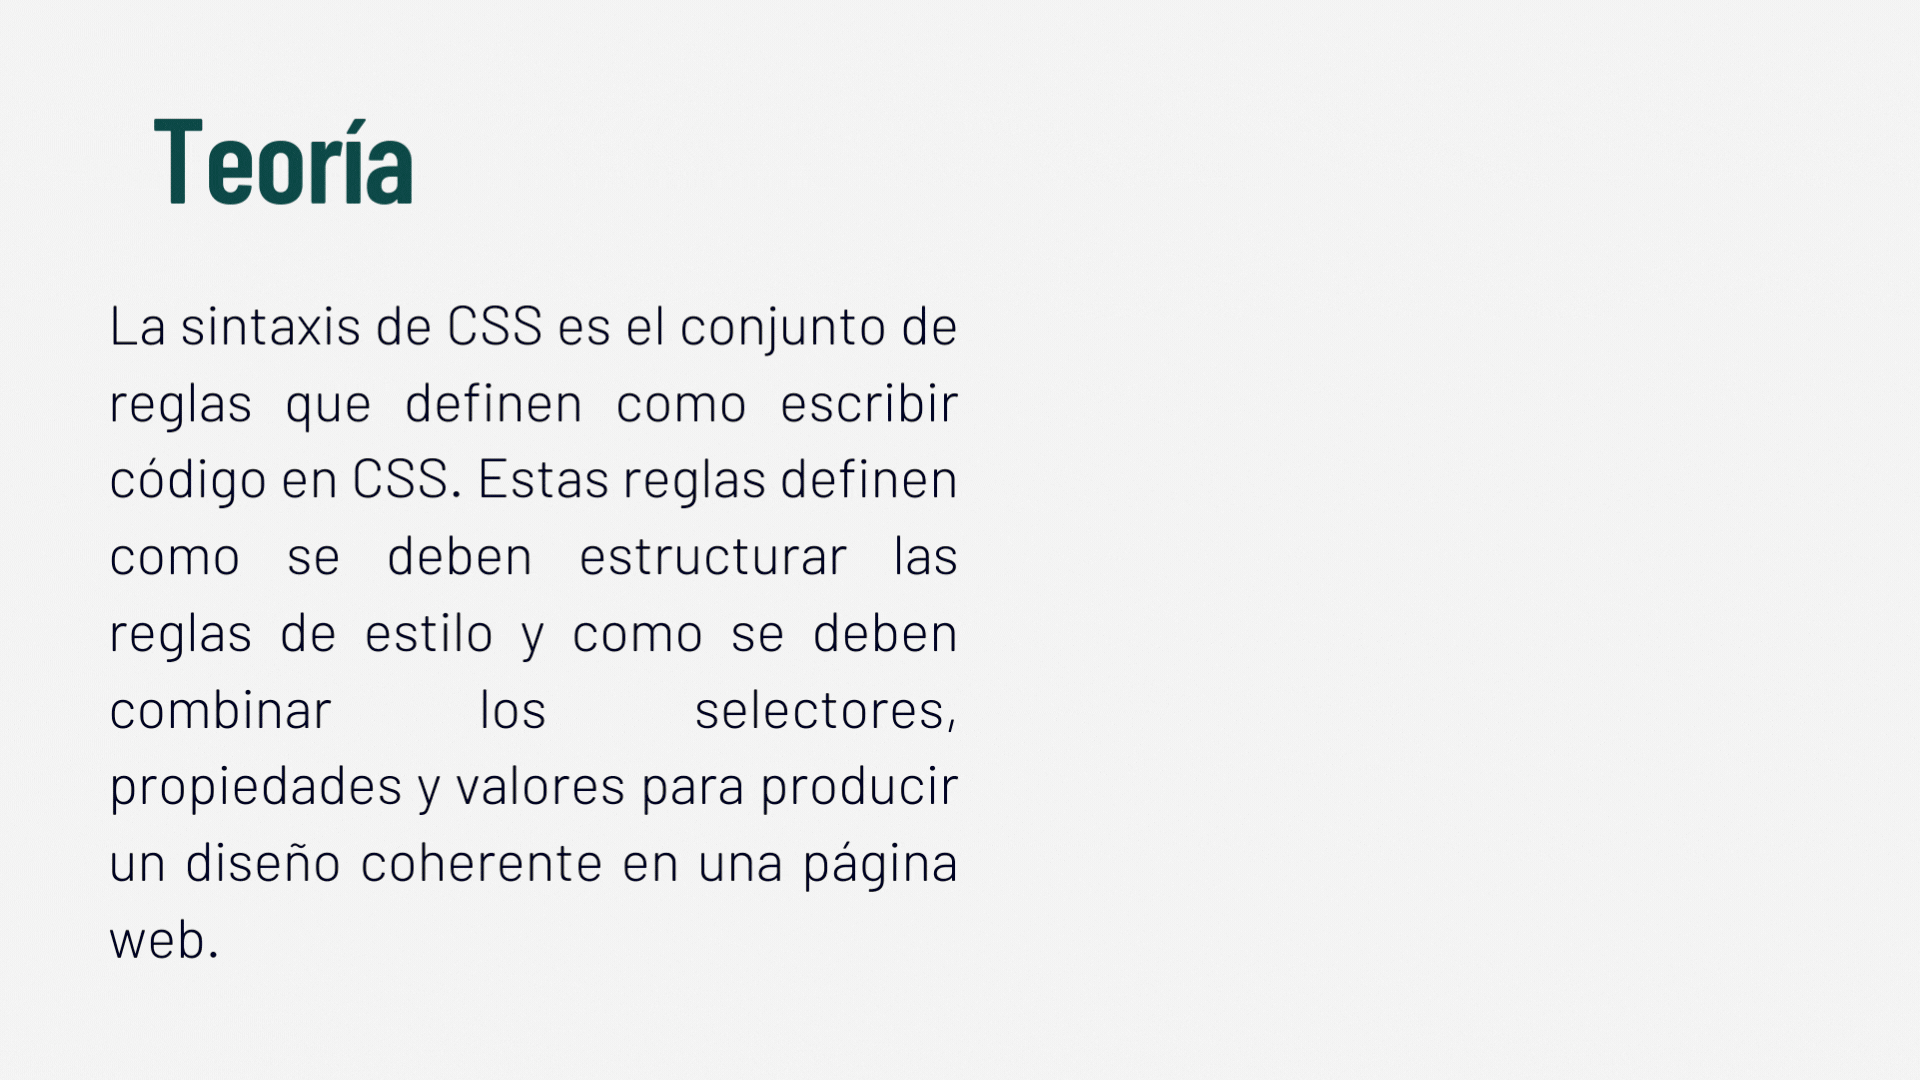 Teoría
La sintaxis de CSS es el conjunto de
reglas que definen como escribir
código en CSS. Estas reglas definen
como se deben estructurar las
reglas de estilo y como se deben
combinar los selectores,
propiedades y valores para producir
un diseño coherente en una página
web.